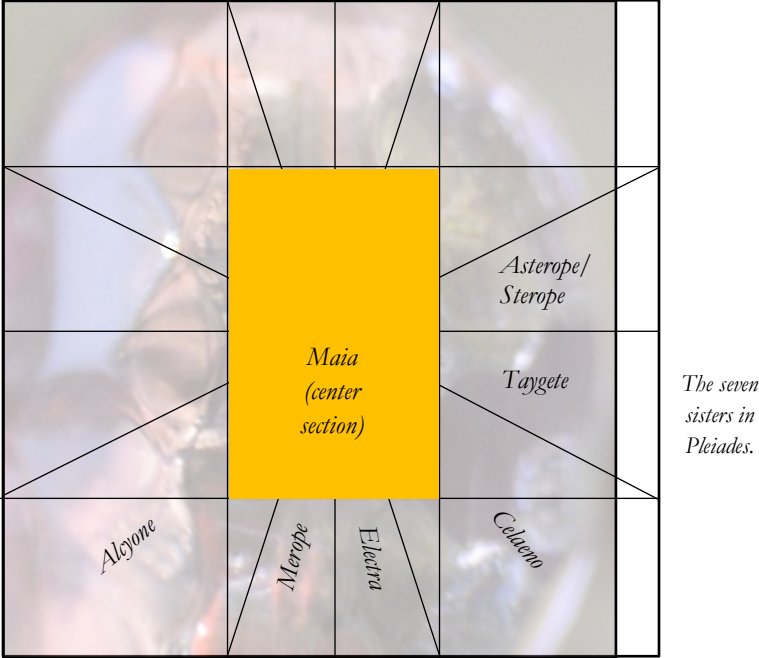 Asterope/
Sterope
Maia
(center
section)
Taygete
The seven
sisters in
Pleiades.
Alcyone
Merope
Electra
Celaeno